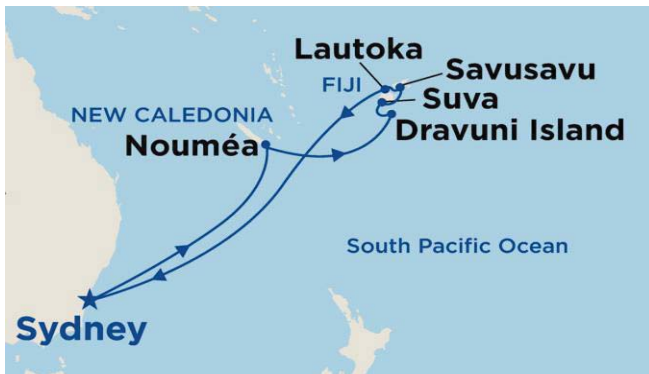 Lautoka
Savusavu
FIJI
Suva
NEW CALEDONIA
Dravuni Island
Nouméa
South Pacific Ocean
Sydney